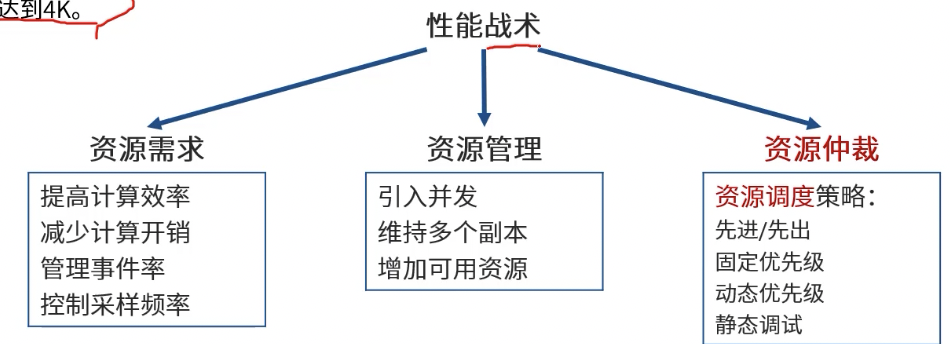 达到4K。
性能战术
资源需求
提高计算效率
减少计算开销
管理事件率
控制采样频率
资源管理
引入并发
维持多个副本
增加可用资源
资源仲裁
资源调度策略：
先进/先出
固定优先级
动态优先级
静态调试